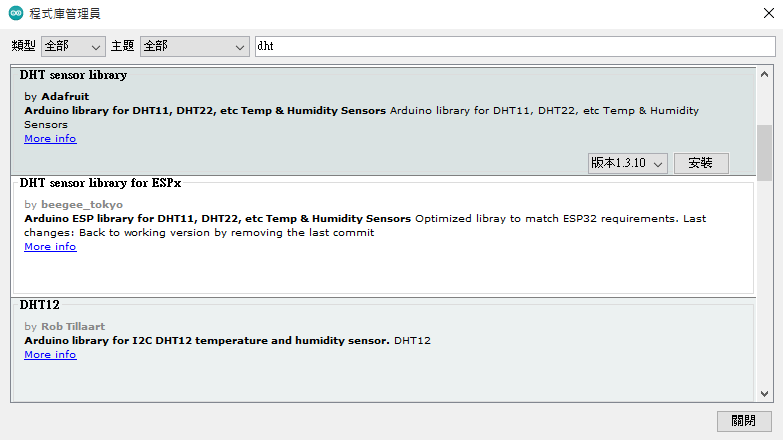 程式庫管理員
類型 全部 主題 全部 dht
DHT sensor library
by Adafruit
Arduino library for DHT11, DHT22, etc Temp & Humidity Sensors Arduino library for DHT11, DHT22, etc Temp & Humidity
Sensors
More info
版本1.3.10 安裝
DHT sensor library for ESPx
by beegee_tokyo
Arduino ESP library for DHT11, DHT22, etc Temp & Humidity Sensors Optimized libray to match ESP32 requirements. Last
changes: Back to working version by removing the last commit
More info
DHT12
by Rob Tillaart
Arduino library for I2C DHT12 temperature and humidity sensor. DHT12
More info
關閉